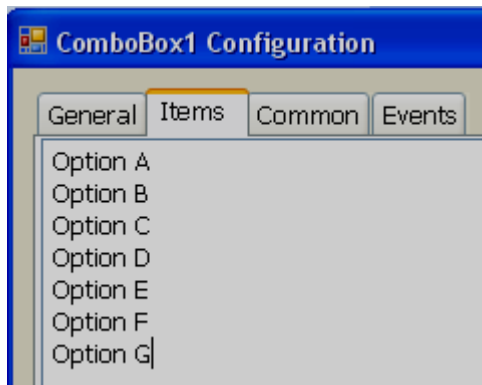 ComboBox1 Configuration
General Items Common Events
Option A
Option B
Option C
Option D
Option E
Option F
Option G